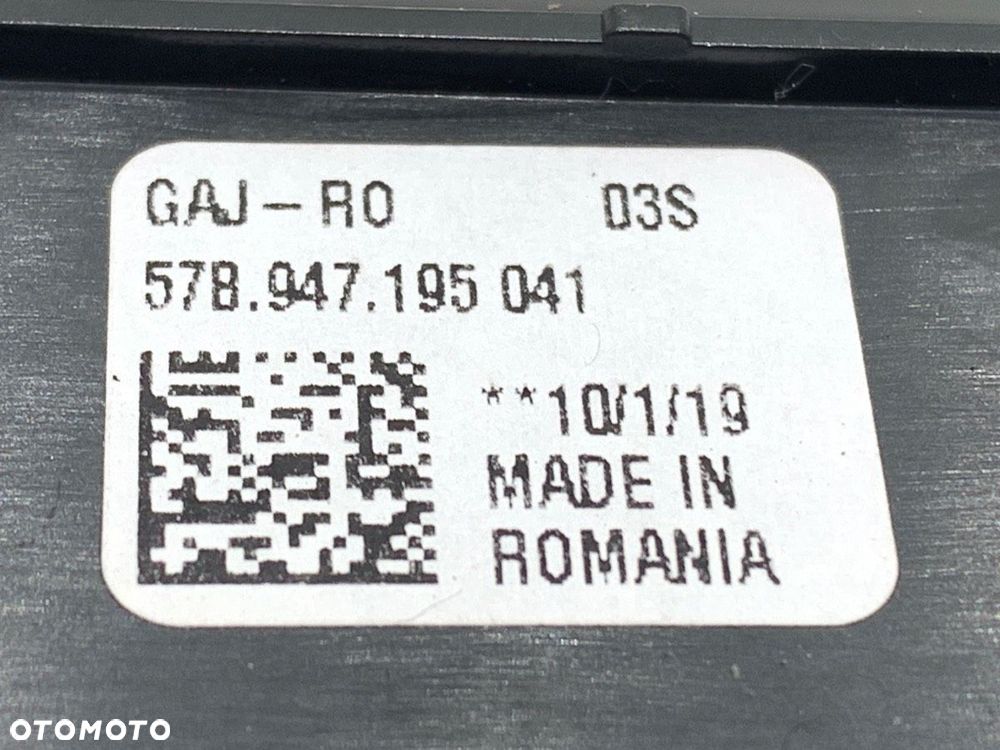 GAJ-RO 03S
57B.947.195 041
**10/1/19
MADE IN
ROMANIA
OTOMOTO